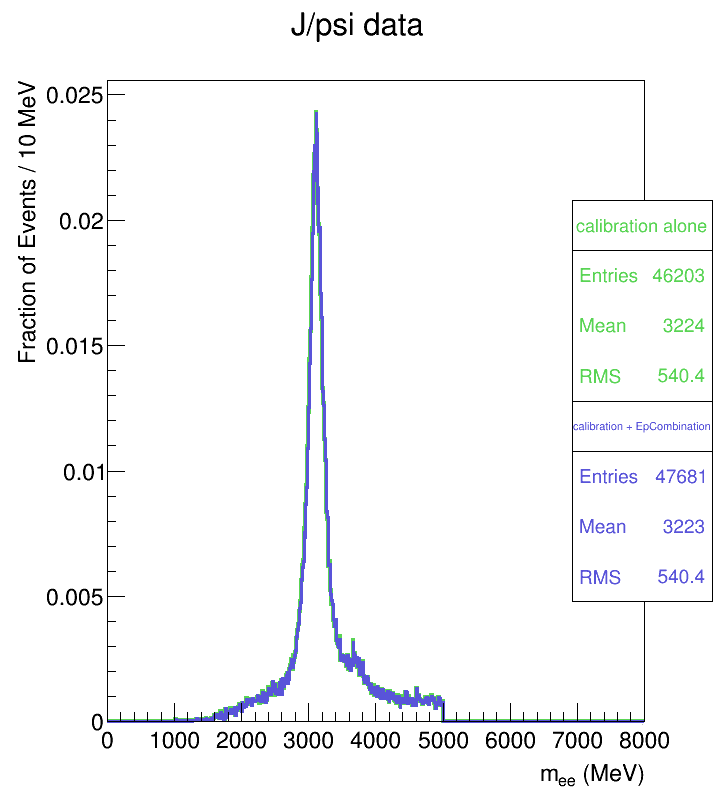 J/psi data
Fraction of Events / 10 MeV
0.025
0.02
0.015
0.01
0.005
0
0 1000 2000 3000 4000 5000 6000 7000 8000
mee (MeV)
calibration alone
Entries 46203
Mean 3224
RMS 540.4
calibration + EpCombination
Entries 47681
Mean 3223
RMS 540.4